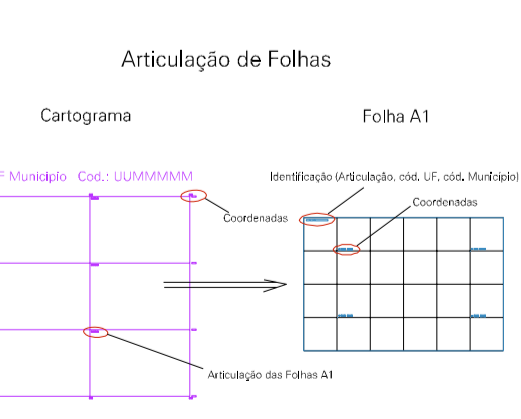 Articulação de Folhas
Cartograma
Folha A1
F Município Cod.: UUMMMMM
Identificação (Articulação, cód. UF, cód. Município)
Coordenadas
Coordenadas
Articulação das Folhas A1